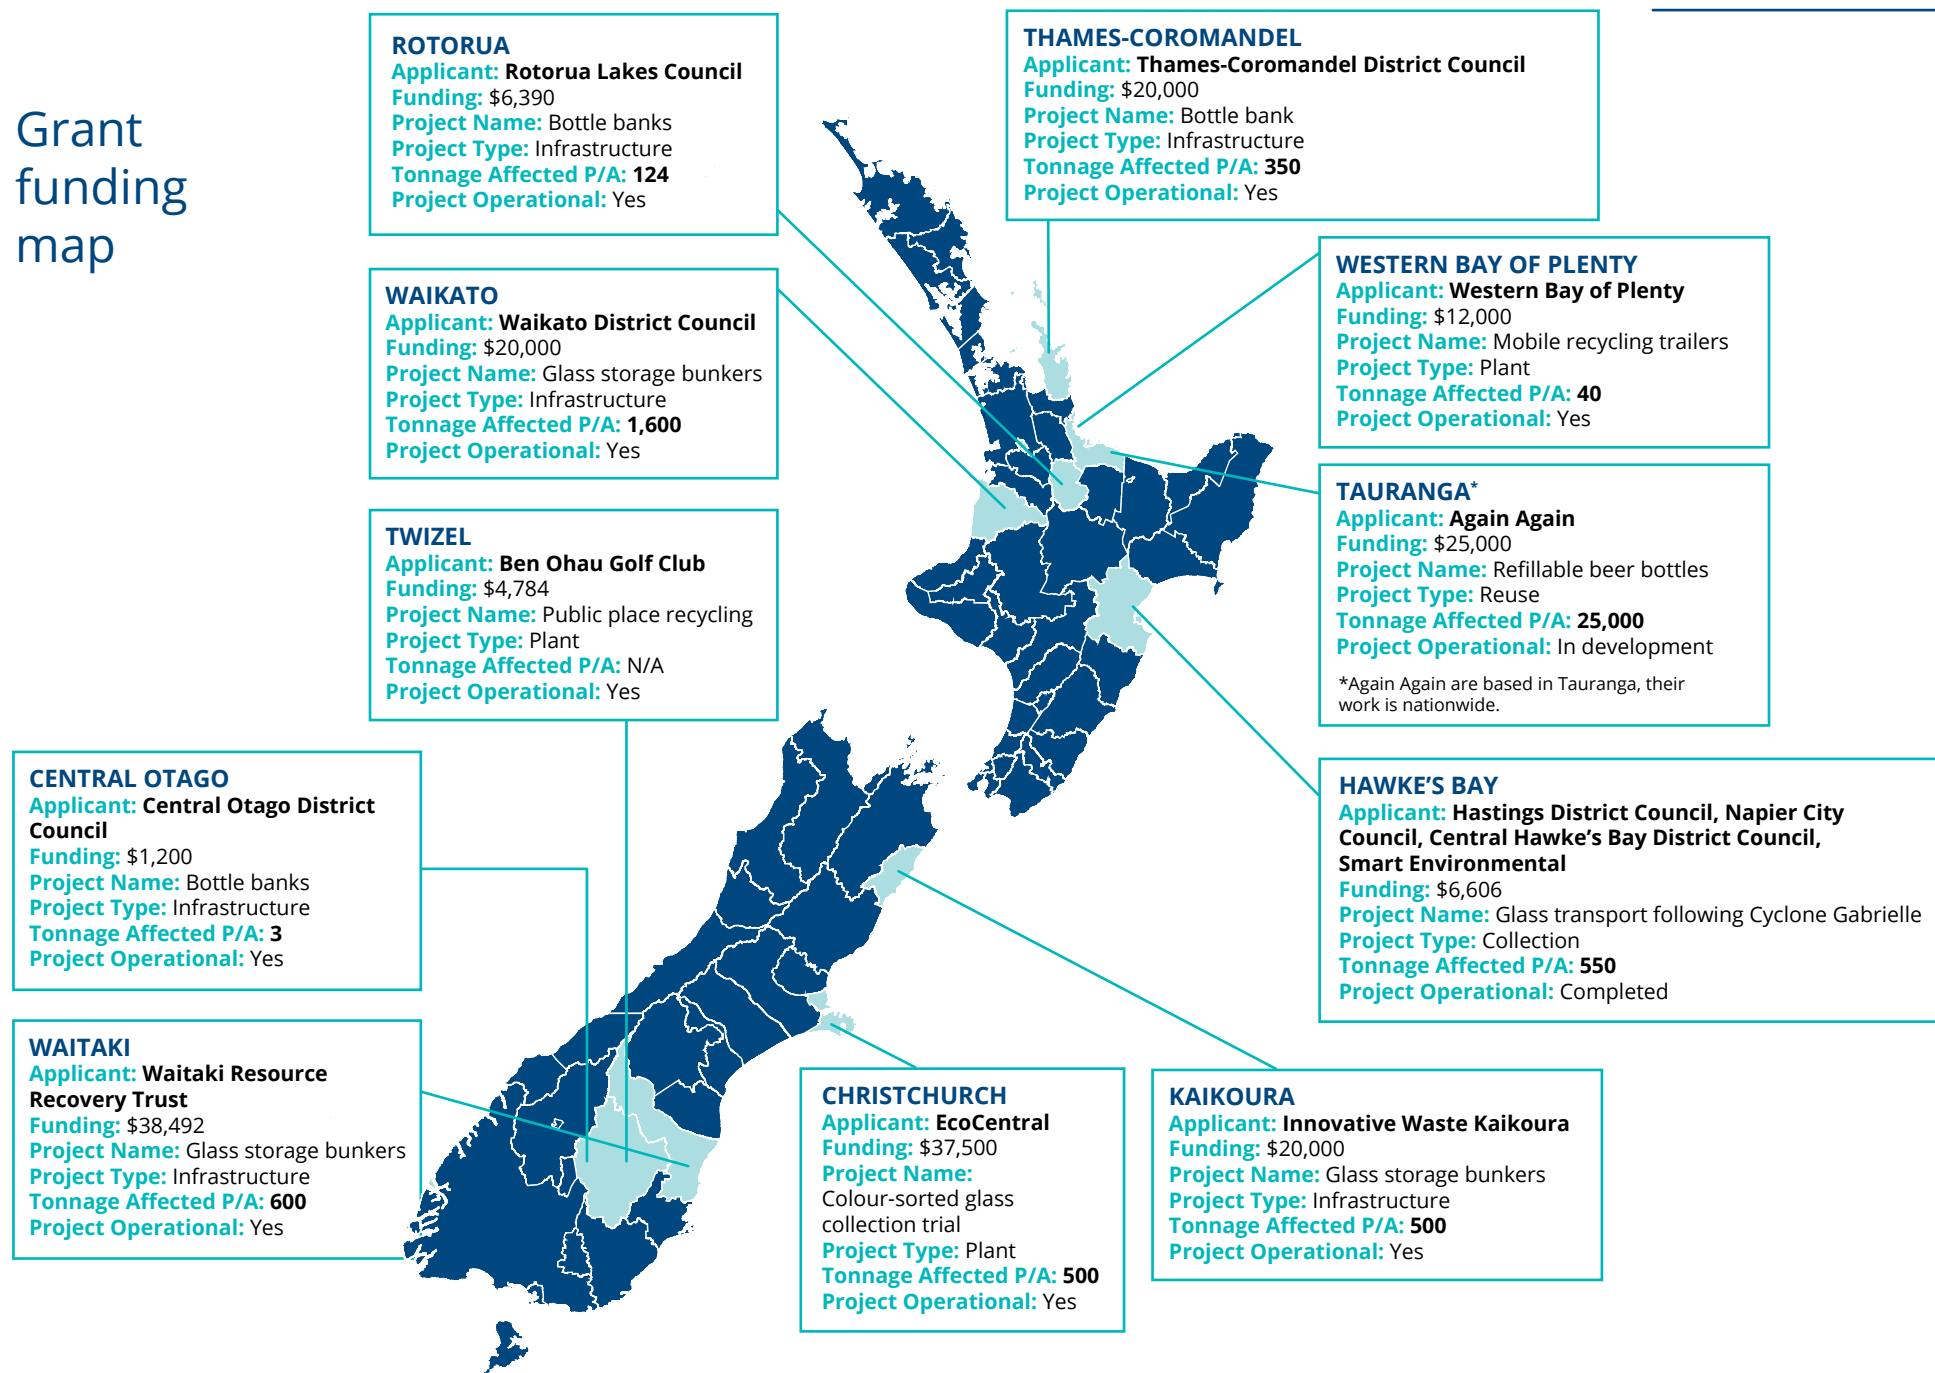 Grant
funding
map
ROTORUA
Applicant: Rotorua Lakes Council
Funding: $6,390
Project Name: Bottle banks
Project Type: Infrastructure
Tonnage Affected P/A: 124
Project Operational: Yes
THAMES-COROMANDEL
Applicant: Thames-Coromandel District Council
Funding: $20,000
Project Name: Bottle bank
Project Type: Infrastructure
Tonnage Affected P/A: 350
Project Operational: Yes
WAIKATO
Applicant: Waikato District Council
Funding: $20,000
Project Name: Glass storage bunkers
Project Type: Infrastructure
Tonnage Affected P/A: 1,600
Project Operational: Yes
WESTERN BAY OF PLENTY
Applicant: Western Bay of Plenty
Funding: $12,000
Project Name: Mobile recycling trailers
Project Type: Plant
Tonnage Affected P/A: 40
Project Operational: Yes
TWIZEL
Applicant: Ben Ohau Golf Club
Funding: $4,784
Project Name: Public place recycling
Project Type: Plant
Tonnage Affected P/A: N/A
Project Operational: Yes
TAURANGA*
Applicant: Again Again
Funding: $25,000
Project Name: Refillable beer bottles
Project Type: Reuse
Tonnage Affected P/A: 25,000
Project Operational: In development
*Again Again are based in Tauranga, their
work is nationwide.
CENTRAL OTAGO
Applicant: Central Otago District
Council
Funding: $1,200
Project Name: Bottle banks
Project Type: Infrastructure
Tonnage Affected P/A: 3
Project Operational: Yes
HAWKE'S BAY
Applicant: Hastings District Council, Napier City
Council, Central Hawke's Bay District Council,
Smart Environmental
Funding: $6,606
Project Name: Glass transport following Cyclone Gabrielle
Project Type: Collection
Tonnage Affected P/A: 550
Project Operational: Completed
WAITAKI
Applicant: Waitaki Resource
Recovery Trust
Funding: $38,492
Project Name: Glass storage bunkers
Project Type: Infrastructure
Tonnage Affected P/A: 600
Project Operational: Yes
CHRISTCHURCH
Applicant: EcoCentral
Funding: $37,500
Project Name:
Colour-sorted glass
collection trial
Project Type: Plant
Tonnage Affected P/A: 500
Project Operational: Yes
KAIKOURA
Applicant: Innovative Waste Kaikoura
Funding: $20,000
Project Name: Glass storage bunkers
Project Type: Infrastructure
Tonnage Affected P/A: 500
Project Operational: Yes